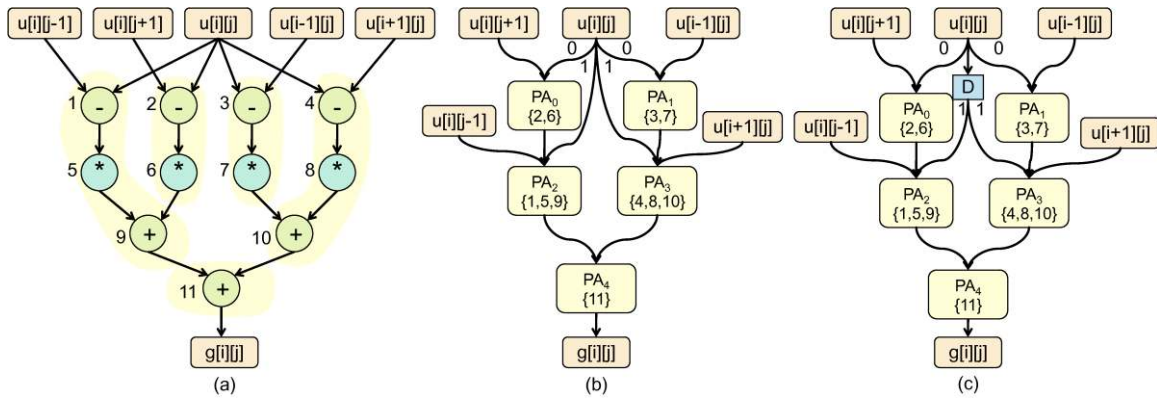 u[i][j-1] u[i][j+1] u[i][j] u[i-1][j] u[i+1][j]
1 - 2 - 3 - 4 -
5 * 6 * 7 * 8 *
9 + 10 +
11 +
g[i][j]
(a)
u[i][j+1] u[i][j] u[i-1][j]
0 0
1 1
PA0 PA1
{2,6} {3,7}
u[i][j-1] u[i+1][j]
PA2 PA3
{1,5,9} {4,8,10}
PA4
{11}
g[i][j]
(b)
u[i][j+1] u[i][j] u[i-1][j]
0 0
D
1 1
PA0 PA1
{2,6} {3,7}
u[i][j-1] u[i+1][j]
PA2 PA3
{1,5,9} {4,8,10}
PA4
{11}
g[i][j]
(c)